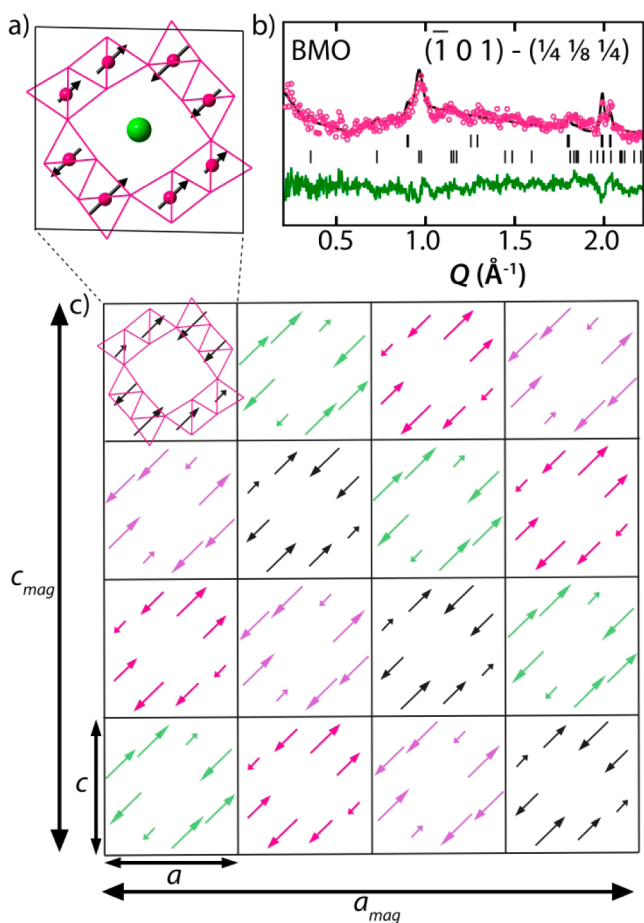 a)
b)
BMO
(1̅ 0 1) - (¼ ⅛ ¼)
0.5 1.0 1.5 2.0
Q (Å⁻¹)
c)
c_mag
c
a
a_mag